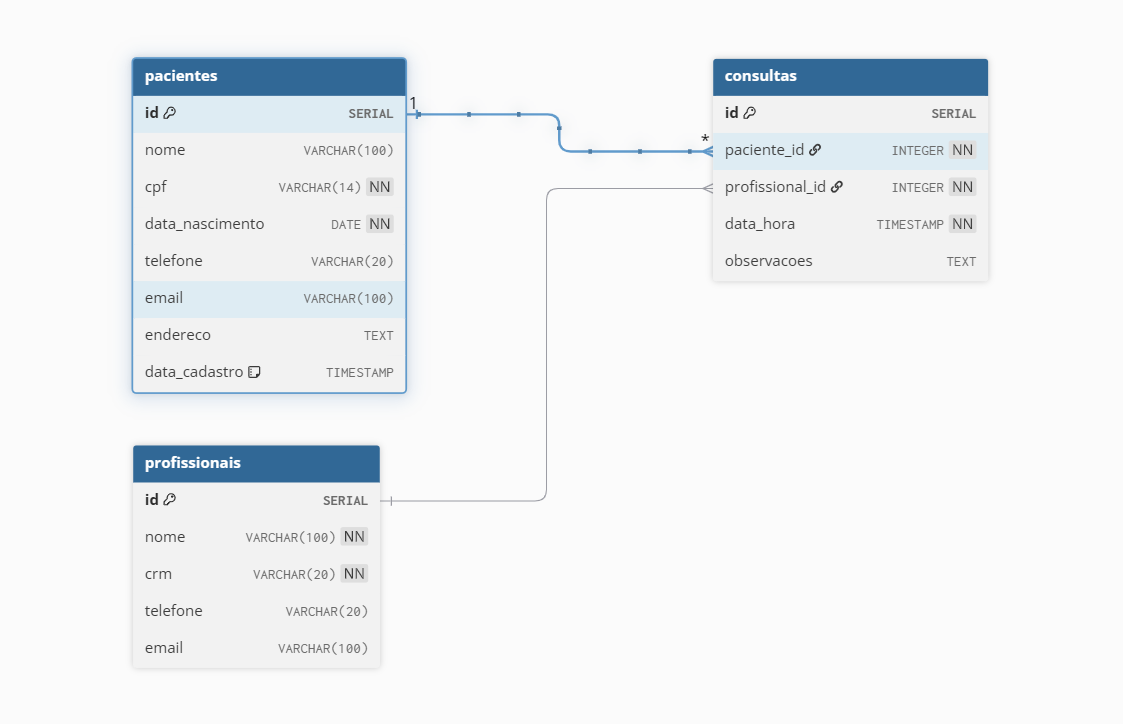 pacientes
id SERIAL
nome VARCHAR(100)
cpf VARCHAR(14) NN
data_nascimento DATE NN
telefone VARCHAR(20)
email VARCHAR(100)
endereco TEXT
data_cadastro TIMESTAMP
1
*
consultas
id SERIAL
paciente_id INTEGER NN
profissional_id INTEGER NN
data_hora TIMESTAMP NN
observacoes TEXT
profissionais
id SERIAL
nome VARCHAR(100) NN
crm VARCHAR(20) NN
telefone VARCHAR(20)
email VARCHAR(100)